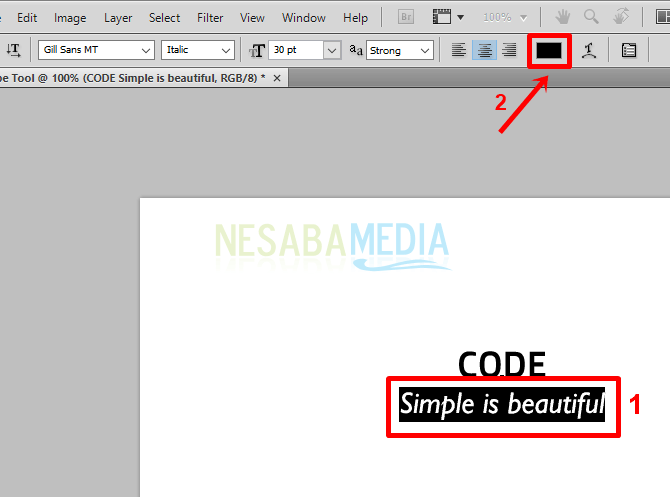 Edit Image Layer Select Filter View Window Help Br 100%
T Gill Sans MT Italic T 30 pt aa Strong
pe Tool @ 100% (CODE Simple is beautiful, RGB/8) * ×
2
NESABAMEDIA
CODE
Simple is beautiful 1